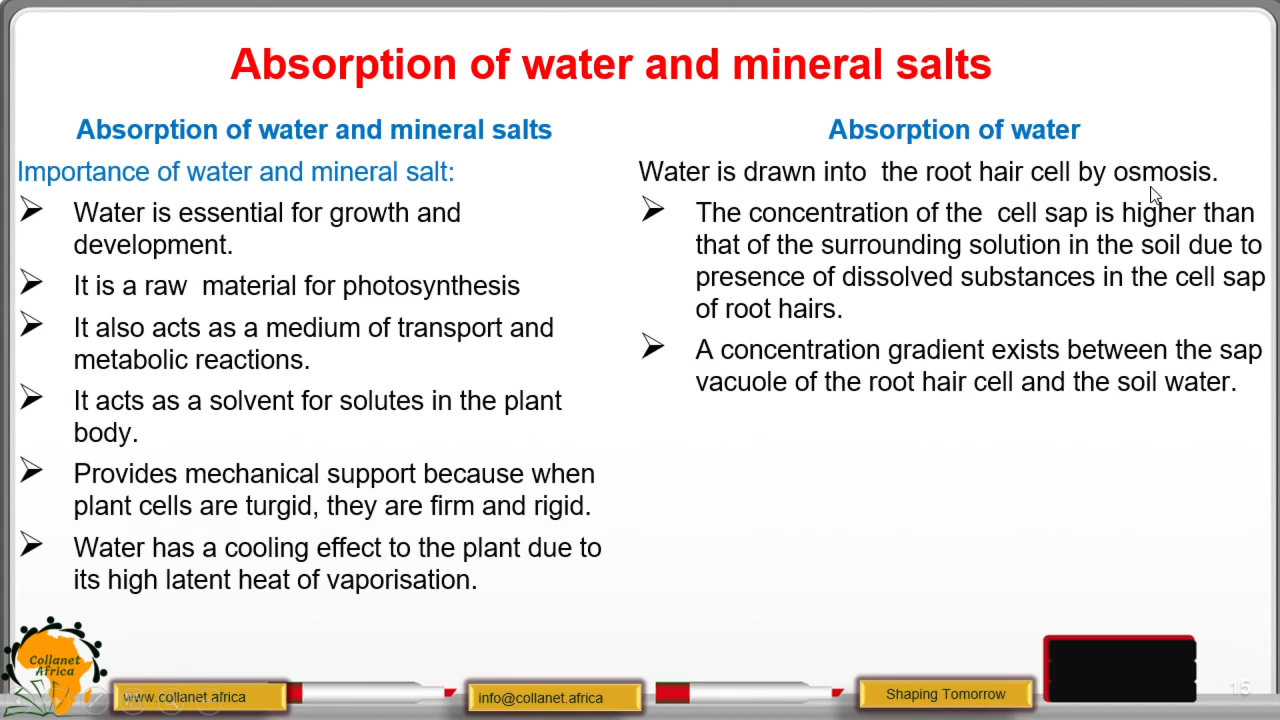 Absorption of water and mineral salts
Absorption of water and mineral salts
Importance of water and mineral salt:
Water is essential for growth and
development.
It is a raw material for photosynthesis
It also acts as a medium of transport and
metabolic reactions.
It acts as a solvent for solutes in the plant
body.
Provides mechanical support because when
plant cells are turgid, they are firm and rigid.
Water has a cooling effect to the plant due to
its high latent heat of vaporisation.
Absorption of water
Water is drawn into the root hair cell by osmosis.
The concentration of the cell sap is higher than
that of the surrounding solution in the soil due to
presence of dissolved substances in the cell sap
of root hairs.
A concentration gradient exists between the sap
vacuole of the root hair cell and the soil water.
Collanet
Africa
www.collanet.africa
info@collanet.africa
Shaping Tomorrow
15